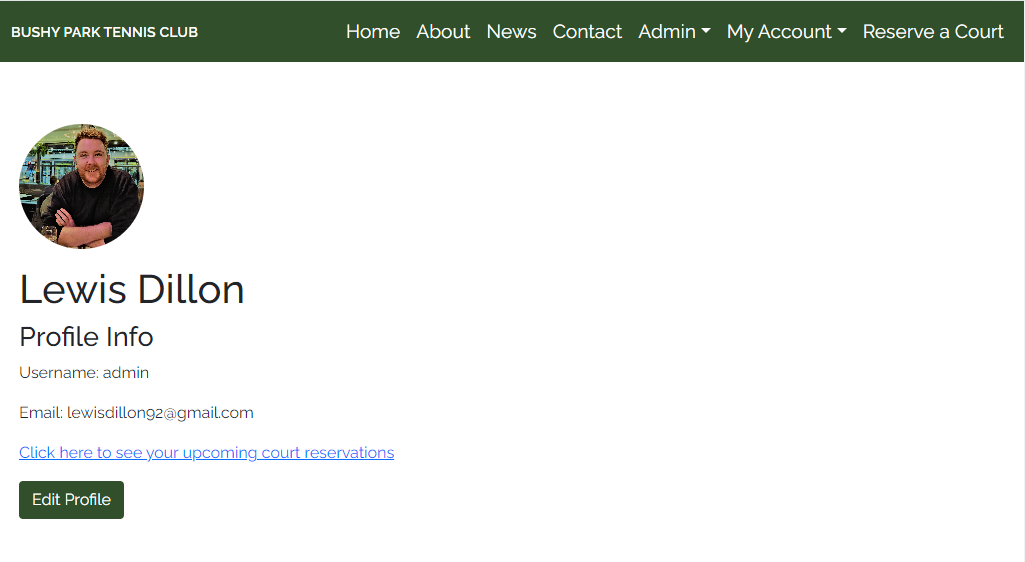 BUSHY PARK TENNIS CLUB
Home About News Contact Admin My Account Reserve a Court
Lewis Dillon
Profile Info
Username: admin
Email: lewisdillon92@gmail.com
Click here to see your upcoming court reservations
Edit Profile